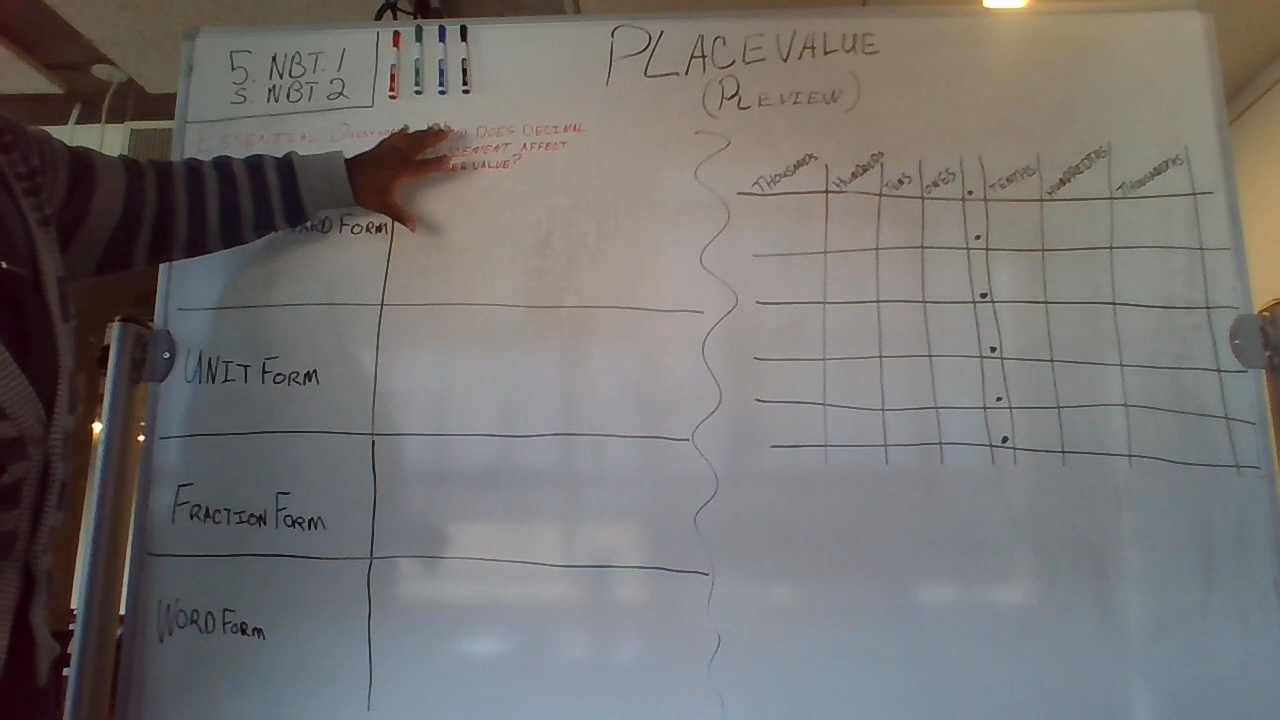 5. NBT. 1
5. NBT 2
PLACE VALUE
(PREVIEW)
ESSENTIAL DOES DECIMAL
AFFECT
VALUE?
FORM
UNIT FORM
FRACTION FORM
WORD FORM
THOUSANDS HUNDREDS TENS ONES . TENTHS HUNDREDTHS THOUSANDTHS